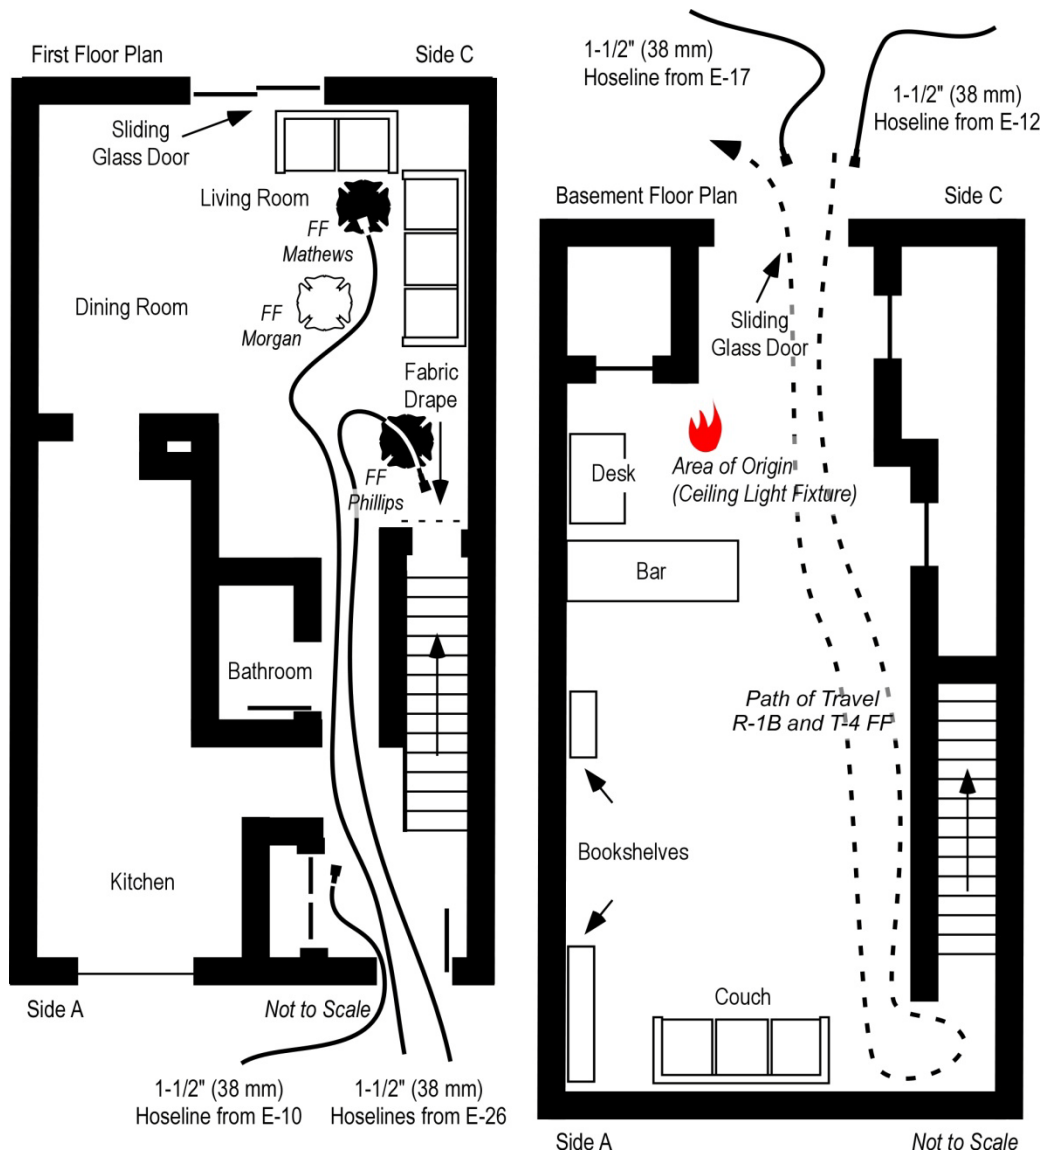 First Floor Plan
Side C
Sliding
Glass Door
Living Room
FF
Mathews
Dining Room
FF
Morgan
Fabric
Drape
FF
Phillips
Bathroom
Kitchen
Side A
Not to Scale
1-1/2" (38 mm)
Hoseline from E-10
1-1/2" (38 mm)
Hoselines from E-26
1-1/2" (38 mm)
Hoseline from E-17
1-1/2" (38 mm)
Hoseline from E-12
Basement Floor Plan
Side C
Sliding
Glass Door
Desk
Area of Origin
(Ceiling Light Fixture)
Bar
Path of Travel
R-1B and T-4 FF
Bookshelves
Couch
Side A
Not to Scale